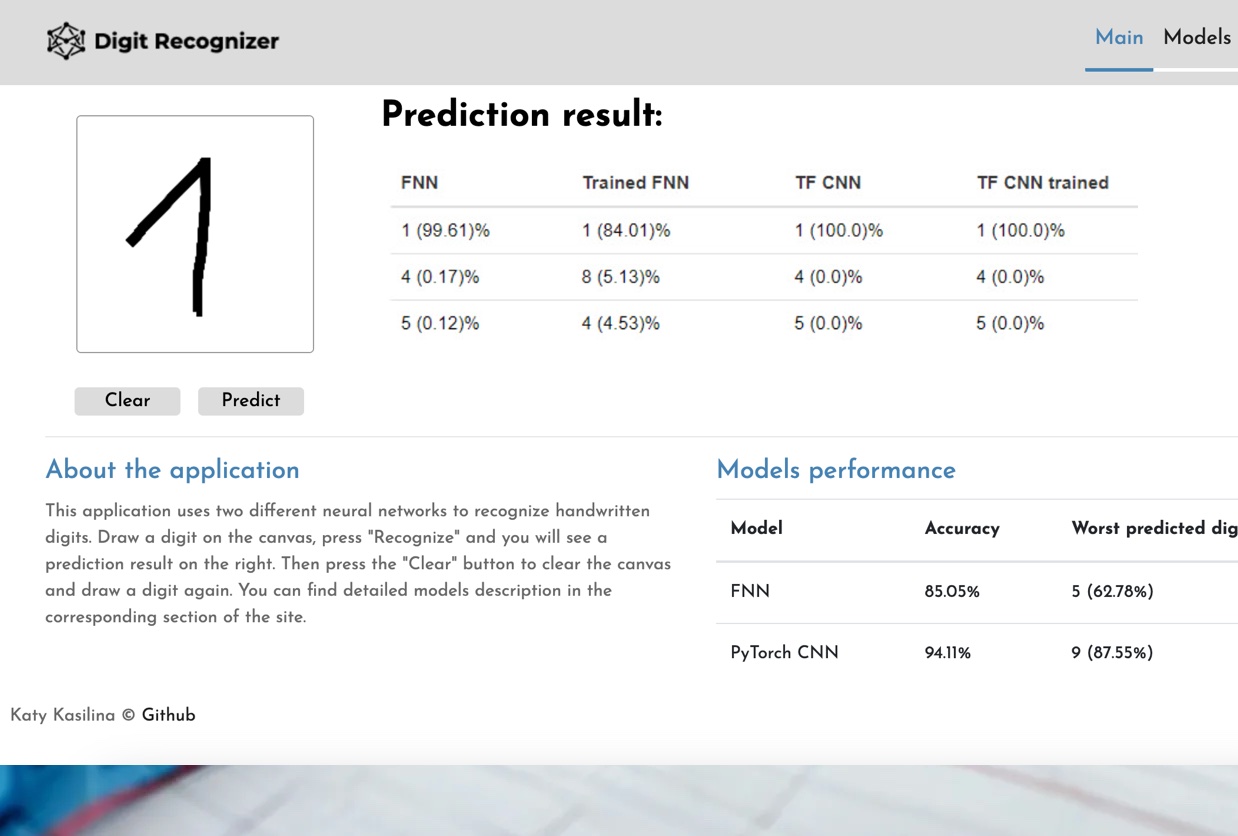 Digit Recognizer
Main Models
1
Prediction result:
FNN Trained FNN TF CNN TF CNN trained
1 (99.61)% 1 (84.01)% 1 (100.0)% 1 (100.0)%
4 (0.17)% 8 (5.13)% 4 (0.0)% 4 (0.0)%
5 (0.12)% 4 (4.53)% 5 (0.0)% 5 (0.0)%
Clear Predict
About the application
This application uses two different neural networks to recognize handwritten
digits. Draw a digit on the canvas, press "Recognize" and you will see a
prediction result on the right. Then press the "Clear" button to clear the canvas
and draw a digit again. You can find detailed models description in the
corresponding section of the site.
Models performance
Model Accuracy Worst predicted dig
FNN 85.05% 5 (62.78%)
PyTorch CNN 94.11% 9 (87.55%)
Katy Kasilina © Github